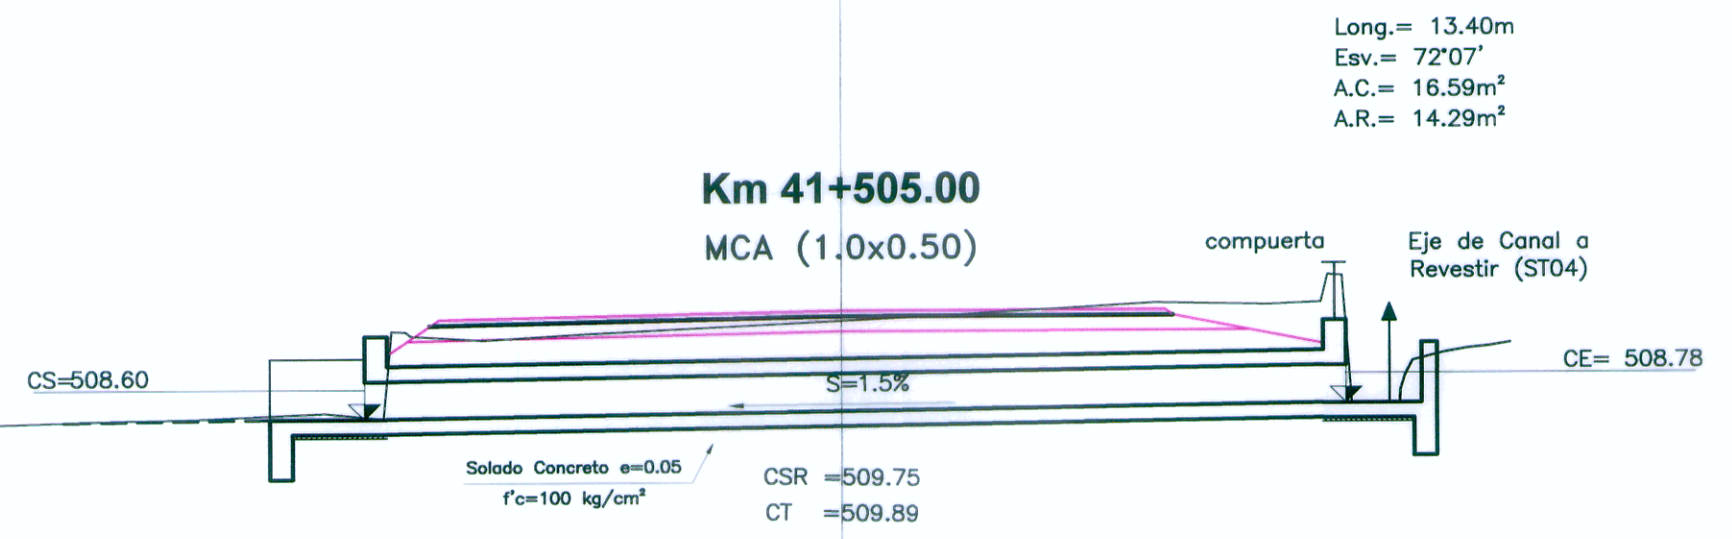 Long.= 13.40m
Esv.= 72°07'
A.C.= 16.59m²
A.R.= 14.29m²
Km 41+505.00
MCA (1.0x0.50)
compuerta
Eje de Canal a
Revestir (ST04)
CS=508.60
CE= 508.78
S=1.5%
Solado Concreto e=0.05
f'c=100 kg/cm²
CSR =509.75
CT =509.89